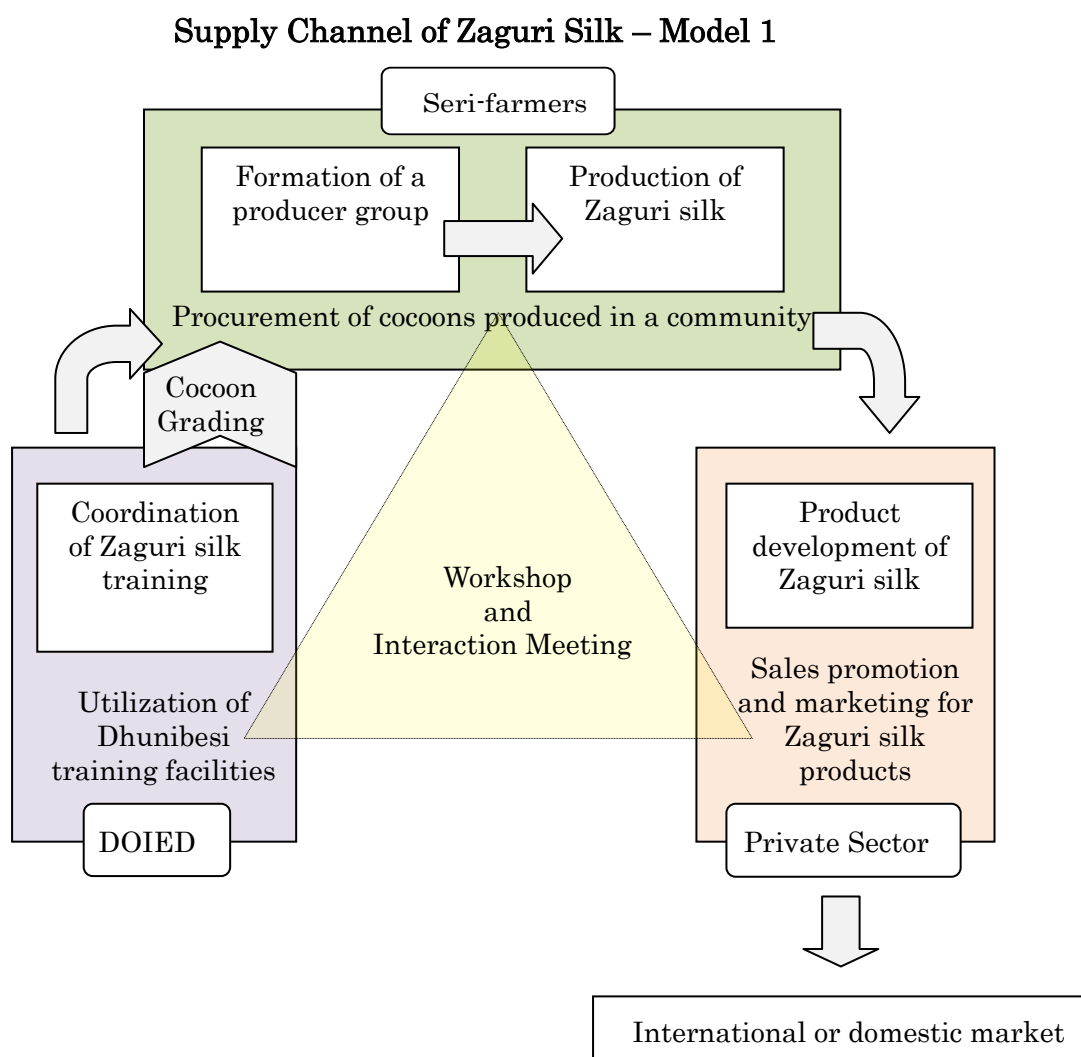 Supply Channel of Zaguri Silk – Model 1
Seri-farmers
Formation of a
producer group
Production of
Zaguri silk
Procurement of cocoons produced in a community
Cocoon
Grading
Coordination
of Zaguri silk
training
Utilization of
Dhunibesi
training facilities
DOIED
Workshop
and
Interaction Meeting
Product
development of
Zaguri silk
Sales promotion
and marketing for
Zaguri silk
products
Private Sector
International or domestic market